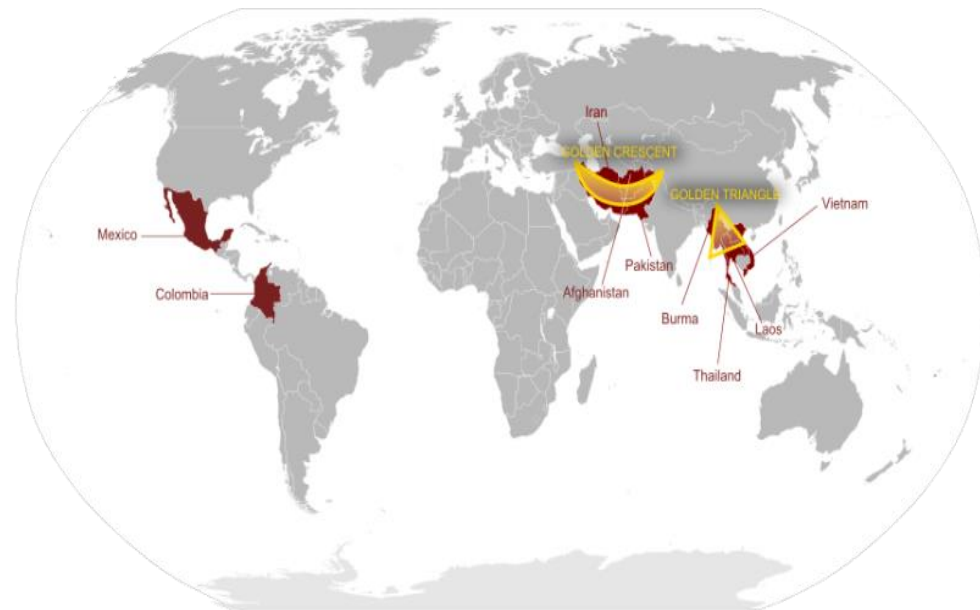 Iran
GOLDEN CRESCENT
GOLDEN TRIANGLE
Vietnam
Mexico
Pakistan
Colombia
Afghanistan
Burma
Laos
Thailand